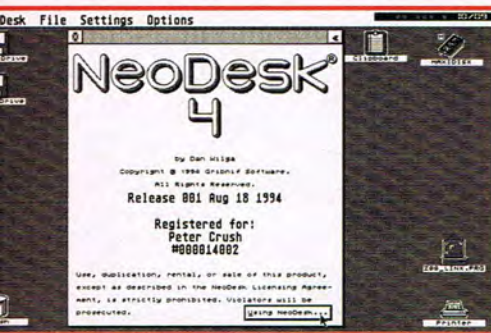 Desk File Settings Options
Drive
Drive
NeoDesk®
4
by Dan Wilga
Copyright © 1994 Gribnif Software.
All Rights Reserved.
Release 001 Aug 18 1994
Registered for:
Peter Crush
#000014002
Use, duplication, rental, or sale of this product,
except as described in the NeoDesk Licensing Agree-
ment, is strictly prohibited. Violators will be
prosecuted.
Using NeoDesk...
Clipboard
MAXIDISK
Printer